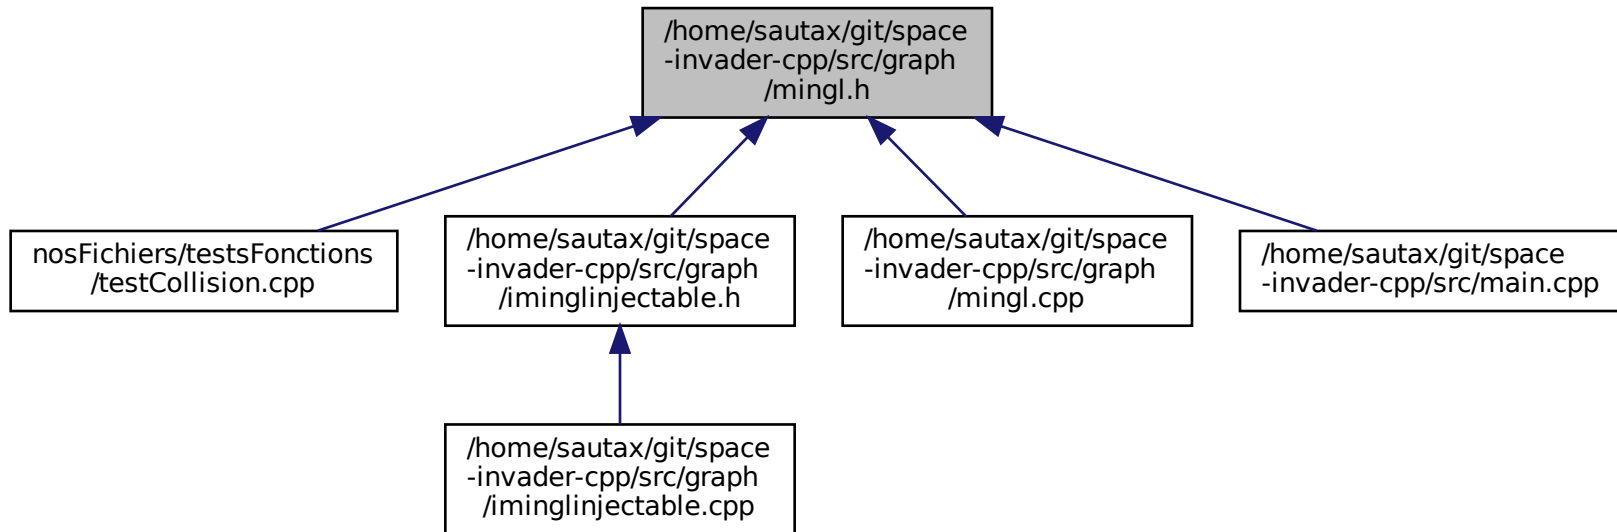 /home/sautax/git/space
-invader-cpp/src/graph
/mingl.h
nosFichiers/testsFonctions
/testCollision.cpp
/home/sautax/git/space
-invader-cpp/src/graph
/iminglinjectable.h
/home/sautax/git/space
-invader-cpp/src/graph
/mingl.cpp
/home/sautax/git/space
-invader-cpp/src/main.cpp
/home/sautax/git/space
-invader-cpp/src/graph
/iminglinjectable.cpp